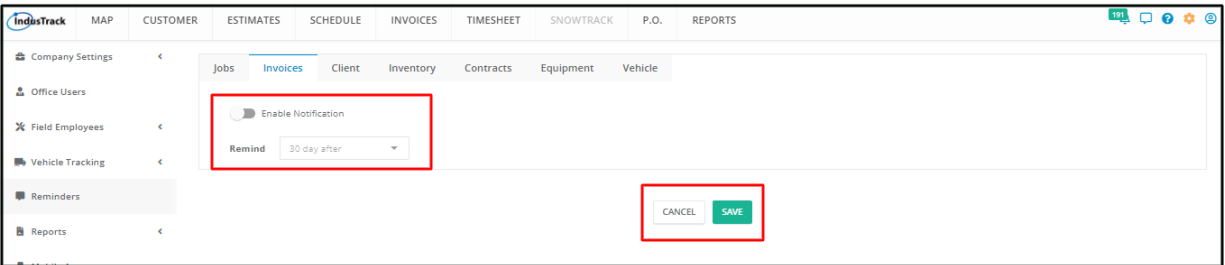 IndusTrack MAP CUSTOMER ESTIMATES SCHEDULE INVOICES TIMESHEET SNOWTRACK P.O. REPORTS 191
Company Settings
Office Users
Field Employees
Vehicle Tracking
Reminders
Reports
Jobs Invoices Client Inventory Contracts Equipment Vehicle
Enable Notification
Remind 30 day after
CANCEL SAVE